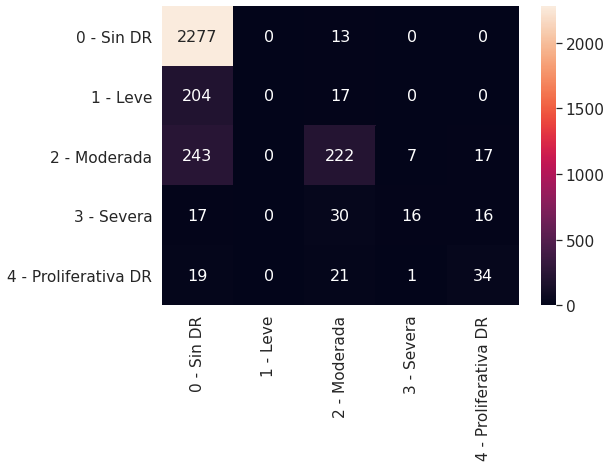 0 - Sin DR 2277 0 13 0 0
1 - Leve 204 0 17 0 0
2 - Moderada 243 0 222 7 17
3 - Severa 17 0 30 16 16
4 - Proliferativa DR 19 0 21 1 34
0 - Sin DR
1 - Leve
2 - Moderada
3 - Severa
4 - Proliferativa DR
2000
1500
1000
500
0